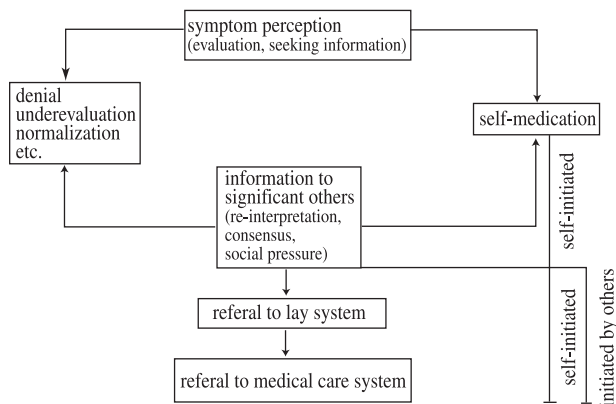 symptom perception
(evaluation, seeking information)
denial
underevaluation
normalization
etc.
self-medication
information to
significant others
(re-interpretation,
consensus,
social pressure)
self-initiated
referal to lay system
self-initiated
initiated by others
referal to medical care system